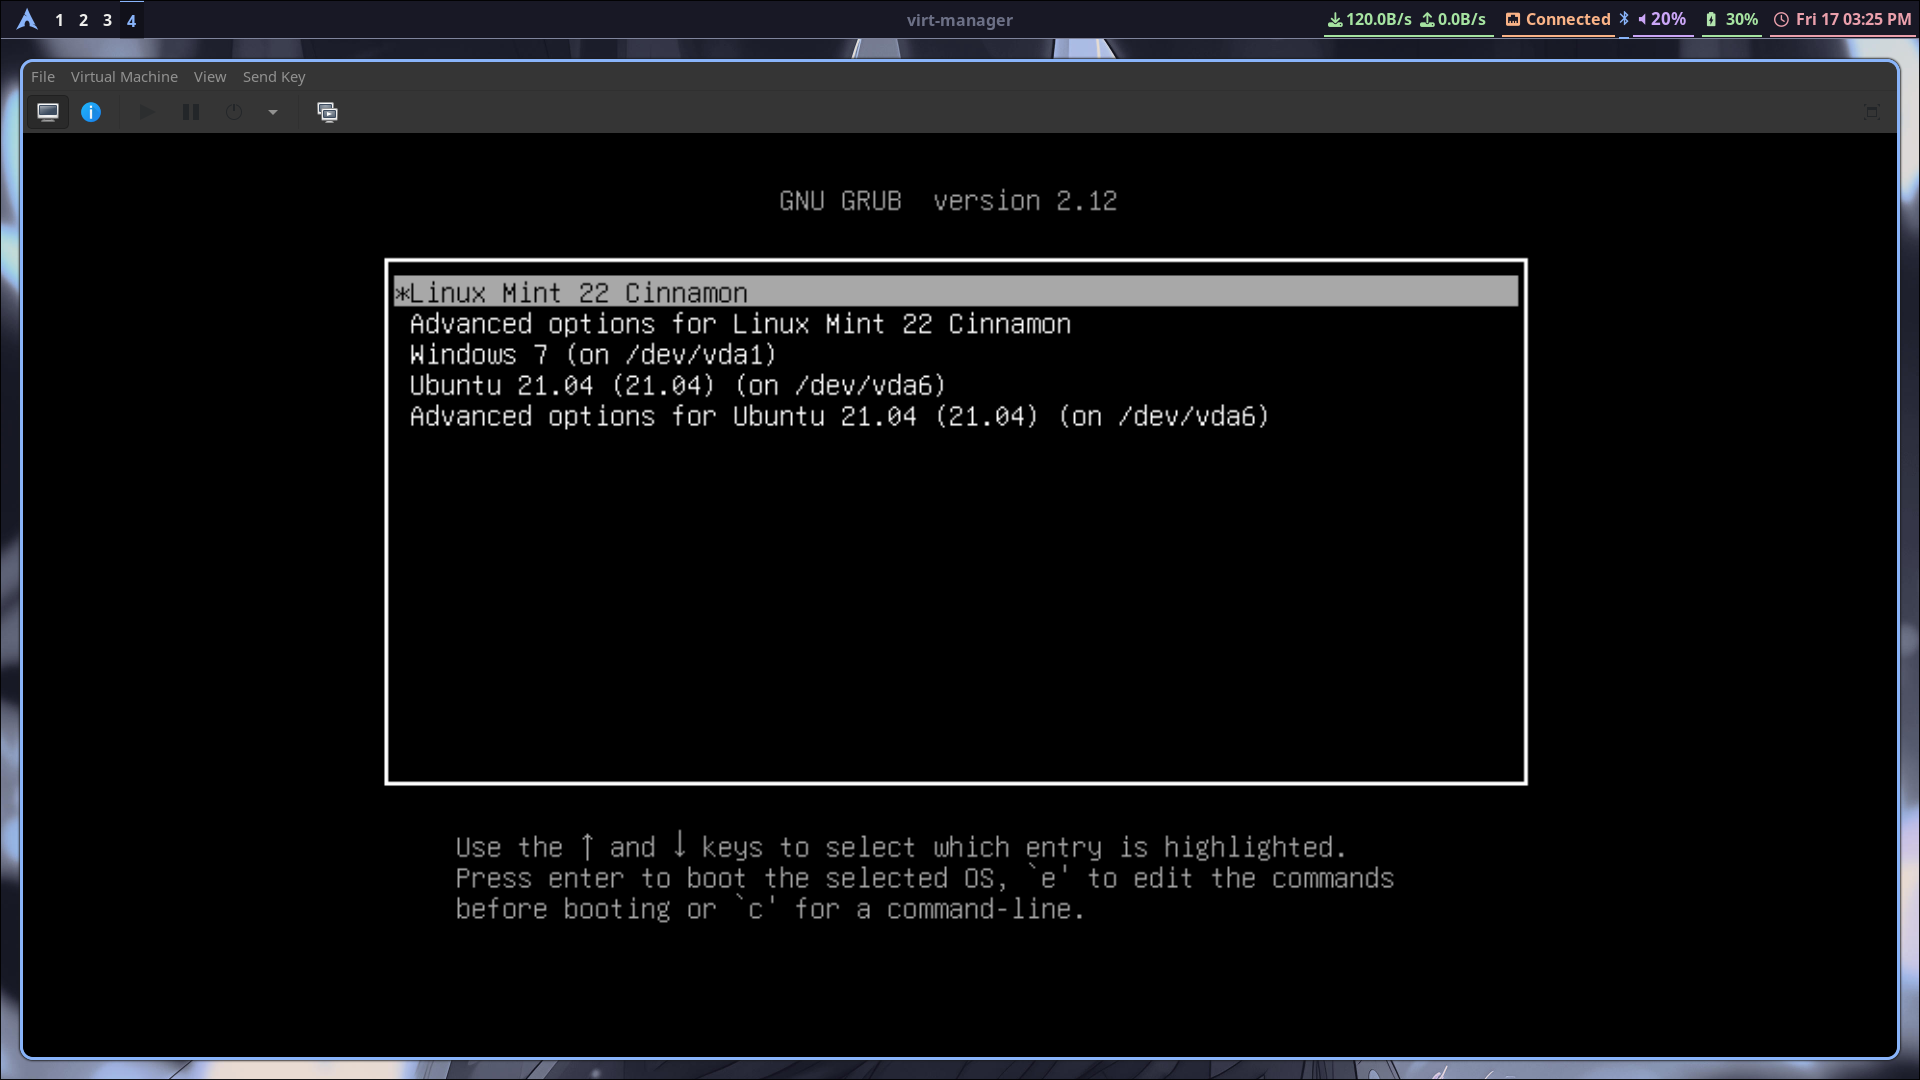 1 2 3 4 virt-manager 120.0B/s 0.0B/s Connected 20% 30% Fri 17 03:25 PM
File Virtual Machine View Send Key
GNU GRUB version 2.12
*Linux Mint 22 Cinnamon
Advanced options for Linux Mint 22 Cinnamon
Windows 7 (on /dev/vda1)
Ubuntu 21.04 (21.04) (on /dev/vda6)
Advanced options for Ubuntu 21.04 (21.04) (on /dev/vda6)
Use the ↑ and ↓ keys to select which entry is highlighted.
Press enter to boot the selected OS, `e' to edit the commands
before booting or `c' for a command-line.